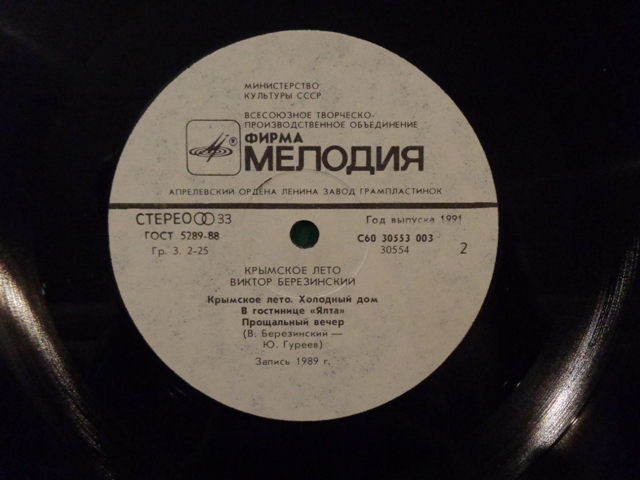 МИНИСТЕРСТВО
КУЛЬТУРЫ СССР
ВСЕСОЮЗНОЕ ТВОРЧЕСКО-
ПРОИЗВОДСТВЕННОЕ ОБЪЕДИНЕНИЕ
® ФИРМА
МЕЛОДИЯ
АПРЕЛЕВСКИЙ ОРДЕНА ЛЕНИНА ЗАВОД ГРАМПЛАСТИНОК
СТЕРЕО 33
Год выпуска 1991
ГОСТ 5289-88
С60 30553 003
Гр. 3. 2-25
30554
2
КРЫМСКОЕ ЛЕТО
ВИКТОР БЕРЕЗИНСКИЙ
Крымское лето. Холодный дом
В гостинице «Ялта»
Прощальный вечер
(В. Березинский —
Ю. Гуреев)
Запись 1989 г.